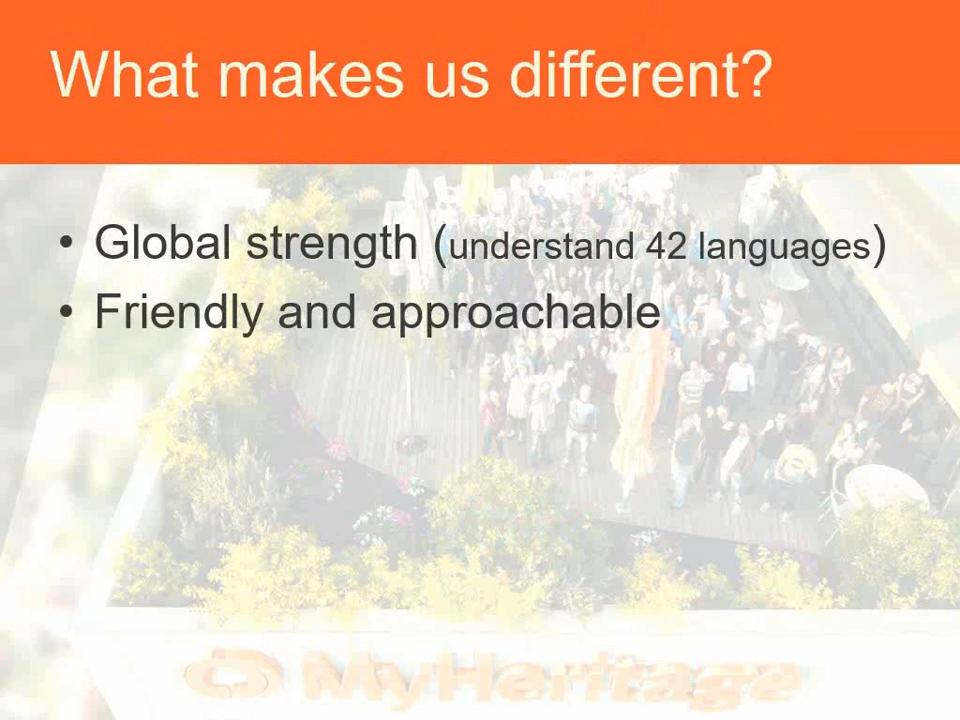 What makes us different?
• Global strength (understand 42 languages)
• Friendly and approachable
MyHeritage